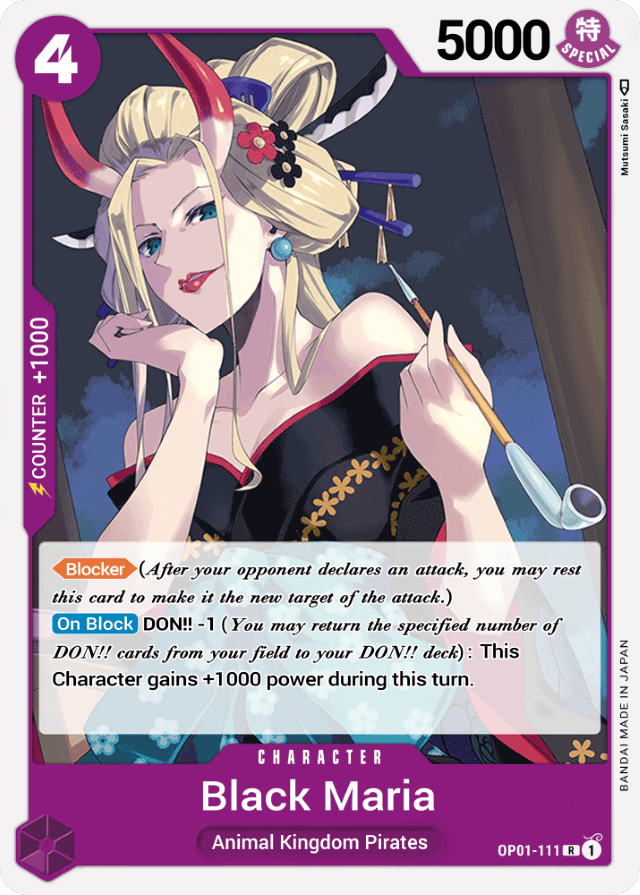 4
5000
特
SPECIAL
Mutsumi Sasaki
COUNTER +1000
Blocker (After your opponent declares an attack, you may rest
this card to make it the new target of the attack.)
On Block DON!! -1 (You may return the specified number of
DON!! cards from your field to your DON!! deck): This
Character gains +1000 power during this turn.
BANDAI MADE IN JAPAN
CHARACTER
Black Maria
Animal Kingdom Pirates
OP01-111 R 1